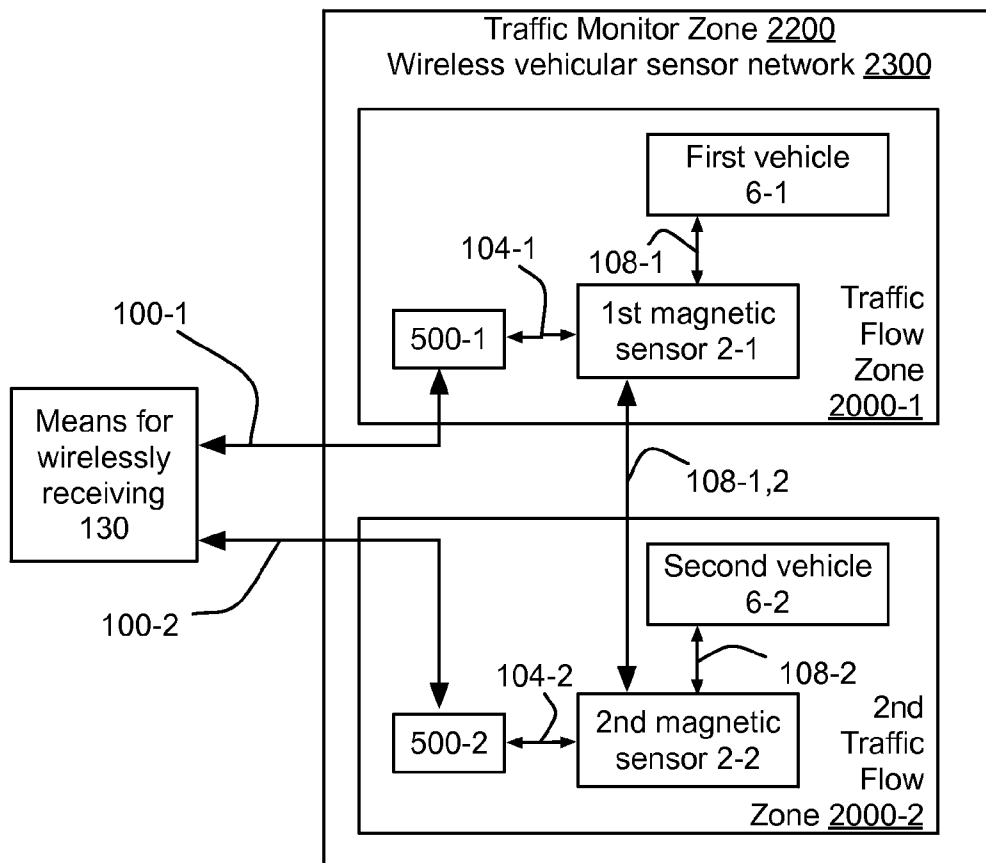 Traffic Monitor Zone 2200
Wireless vehicular sensor network 2300
First vehicle
6-1
104-1
108-1
100-1
500-1
1st magnetic
sensor 2-1
Traffic
Flow
Zone
2000-1
Means for
wirelessly
receiving
130
108-1,2
Second vehicle
6-2
100-2
104-2
108-2
500-2
2nd magnetic
sensor 2-2
2nd
Traffic
Flow
Zone 2000-2